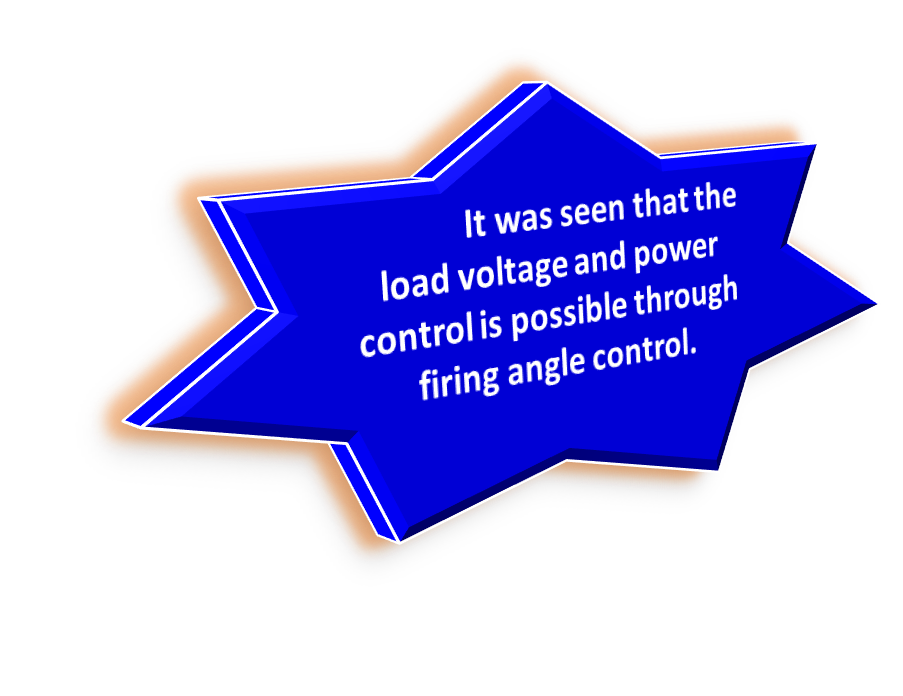 It was seen that the
load voltage and power
control is possible through
firing angle control.